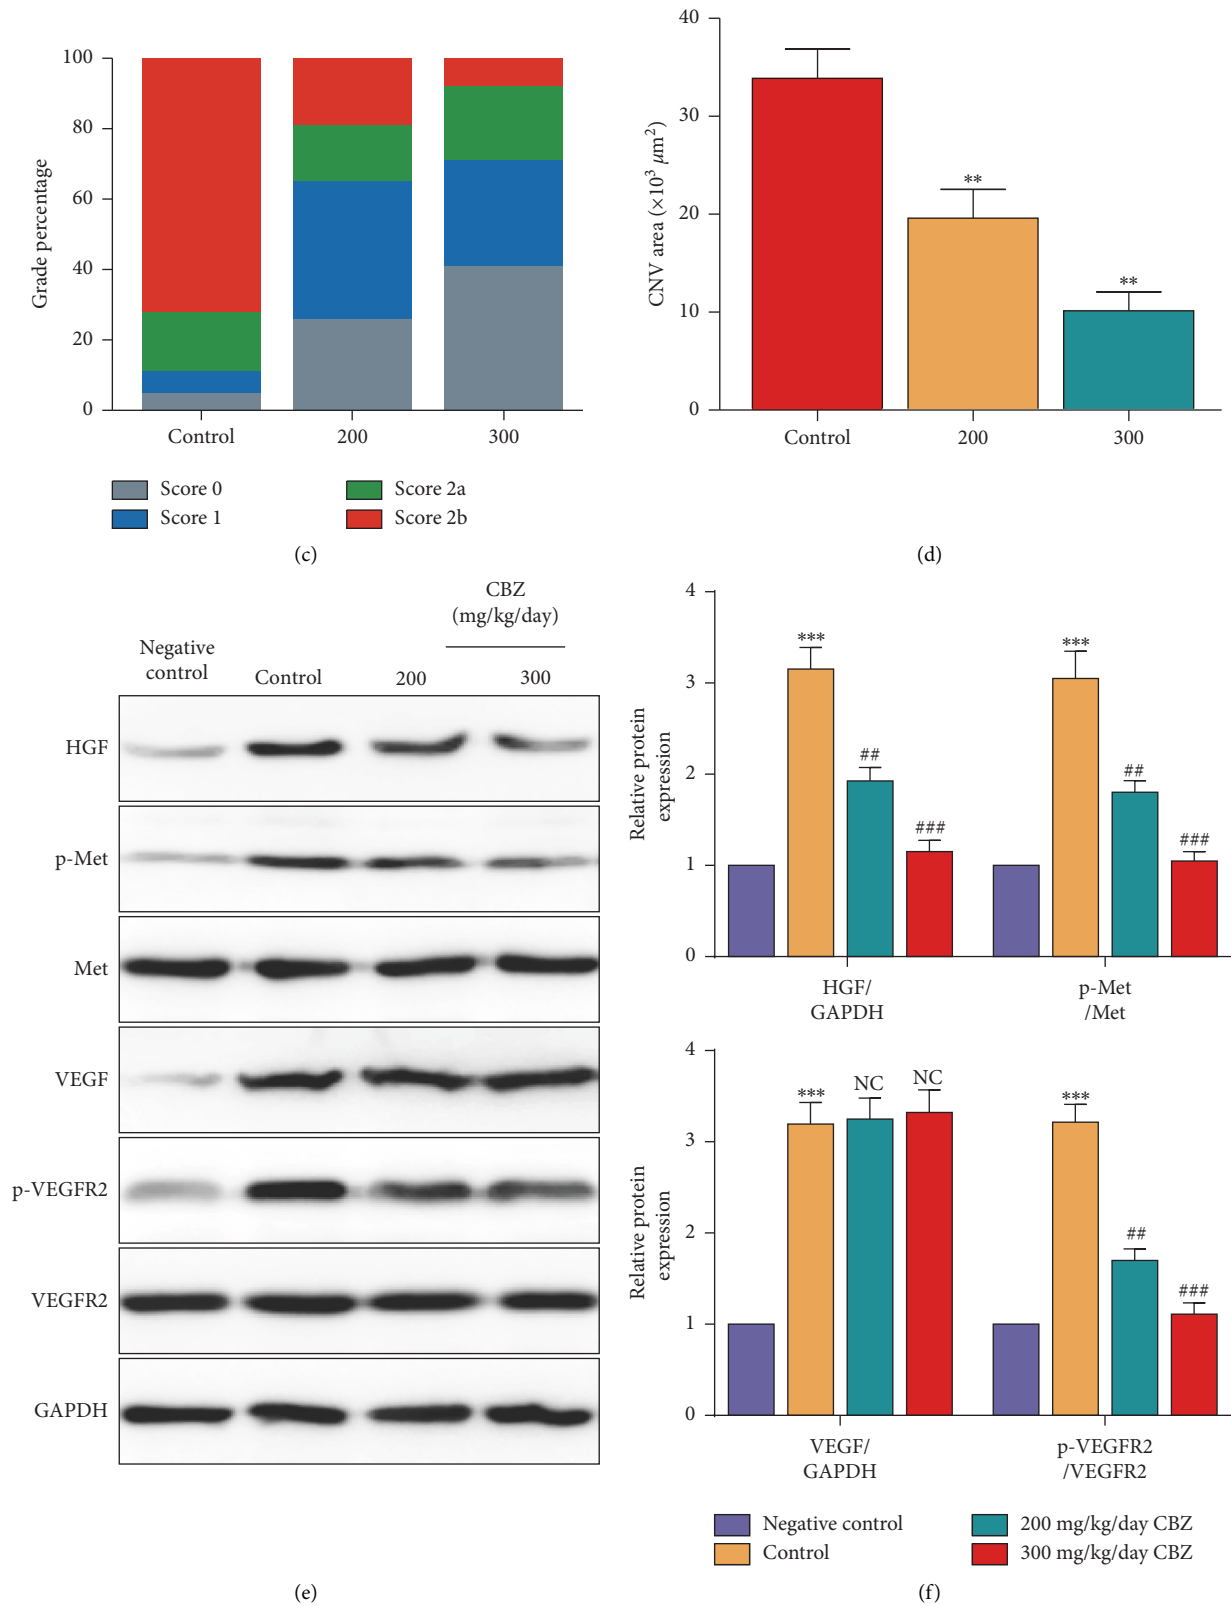 100
80
60
40
20
0
Grade percentage
Control
200
300
Score 0
Score 1
Score 2a
Score 2b
(c)
40
30
20
10
0
CNV area (×10³ μm²)
**
**
Control
200
300
(d)
CBZ
(mg/kg/day)
Negative
control
Control
200
300
HGF
p-Met
Met
VEGF
p-VEGFR2
VEGFR2
GAPDH
(e)
4
3
2
1
0
Relative protein
expression
***
##
###
***
##
###
HGF/
GAPDH
p-Met
/Met
4
3
2
1
0
Relative protein
expression
***
NC
NC
***
##
###
VEGF/
GAPDH
p-VEGFR2
/VEGFR2
Negative control
Control
200 mg/kg/day CBZ
300 mg/kg/day CBZ
(f)